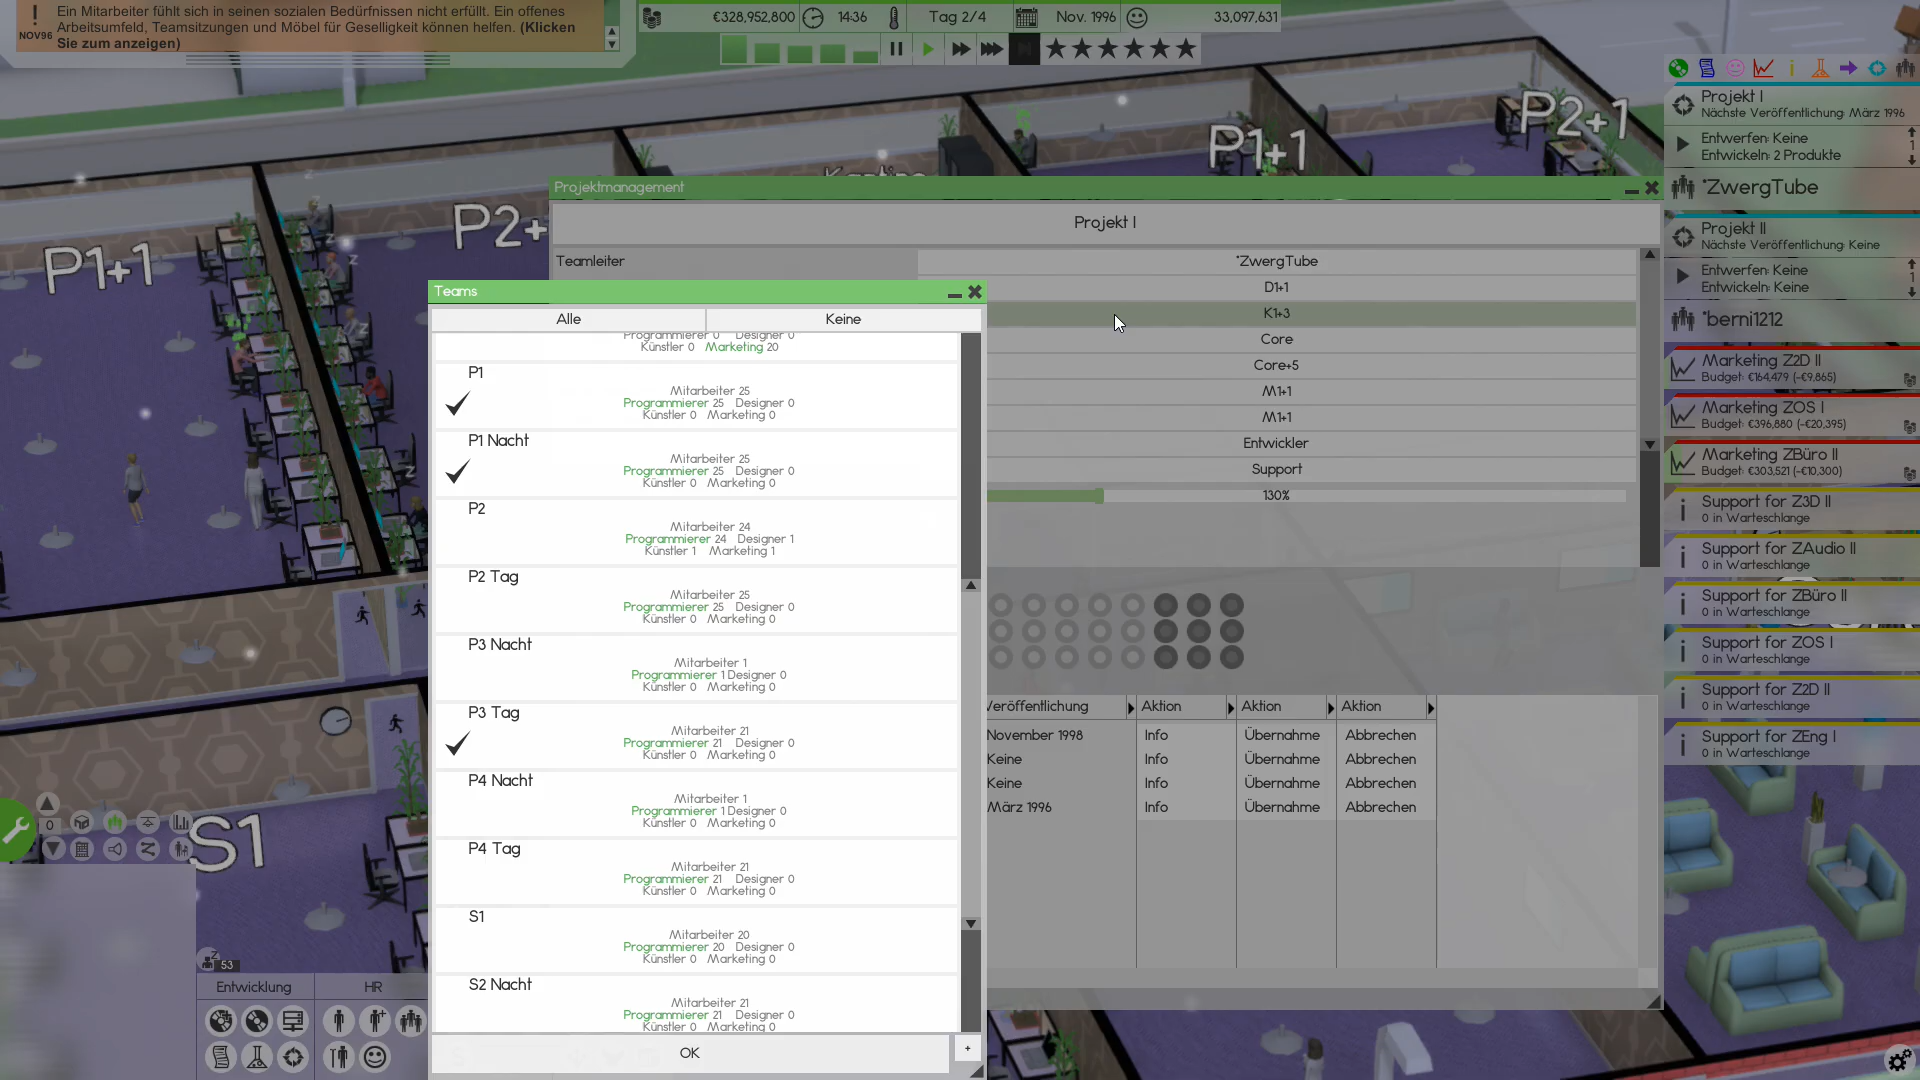 Ein Mitarbeiter fühlt sich in seinen sozialen Bedürfnissen nicht erfüllt. Ein offenes
Arbeitsumfeld, Teamsitzungen und Möbel für Geselligkeit können helfen. (Klicken
Sie zum anzeigen)
NOV96
€328,952,800
14:36
Tag 2/4
Nov. 1996
33,097,631
P1+1
P2+
P1+1
P2+1
S1
Projekt I
Nächste Veröffentlichung: März 1996
Entwerfen: Keine
Entwickeln: 2 Produkte
1
*ZwergTube
Projekt II
Nächste Veröffentlichung: Keine
Entwerfen: Keine
Entwickeln: Keine
1
*berni1212
Marketing Z2D II
Budget: €164,479 (-€9,865)
Marketing ZOS I
Budget: €396,880 (-€20,395)
Marketing ZBüro II
Budget: €303,521 (-€10,300)
Support for Z3D II
0 in Warteschlange
Support for ZAudio II
0 in Warteschlange
Support for ZBüro II
0 in Warteschlange
Support for ZOS I
0 in Warteschlange
Support for Z2D II
0 in Warteschlange
Support for ZEng I
0 in Warteschlange
Projektmanagement
Projekt I
Teamleiter
*ZwergTube
D1+1
K1+3
Core
Core+5
M1+1
M1+1
Entwickler
Support
130%
Veröffentlichung Aktion Aktion Aktion
November 1998 Info Übernahme Abbrechen
Keine Info Übernahme Abbrechen
Keine Info Übernahme Abbrechen
März 1996 Info Übernahme Abbrechen
Teams
Alle Keine
Programmierer 0 Designer 0
Künstler 0 Marketing 20
P1
Mitarbeiter 25
Programmierer 25 Designer 0
Künstler 0 Marketing 0
P1 Nacht
Mitarbeiter 25
Programmierer 25 Designer 0
Künstler 0 Marketing 0
P2
Mitarbeiter 24
Programmierer 24 Designer 1
Künstler 1 Marketing 1
P2 Tag
Mitarbeiter 25
Programmierer 25 Designer 0
Künstler 0 Marketing 0
P3 Nacht
Mitarbeiter 1
Programmierer 1 Designer 0
Künstler 0 Marketing 0
P3 Tag
Mitarbeiter 21
Programmierer 21 Designer 0
Künstler 0 Marketing 0
P4 Nacht
Mitarbeiter 1
Programmierer 1 Designer 0
Künstler 0 Marketing 0
P4 Tag
Mitarbeiter 21
Programmierer 21 Designer 0
Künstler 0 Marketing 0
S1
Mitarbeiter 20
Programmierer 20 Designer 0
Künstler 0 Marketing 0
S2 Nacht
Mitarbeiter 21
Programmierer 21 Designer 0
Künstler 0 Marketing 0
OK
+
0
53
Entwicklung
HR